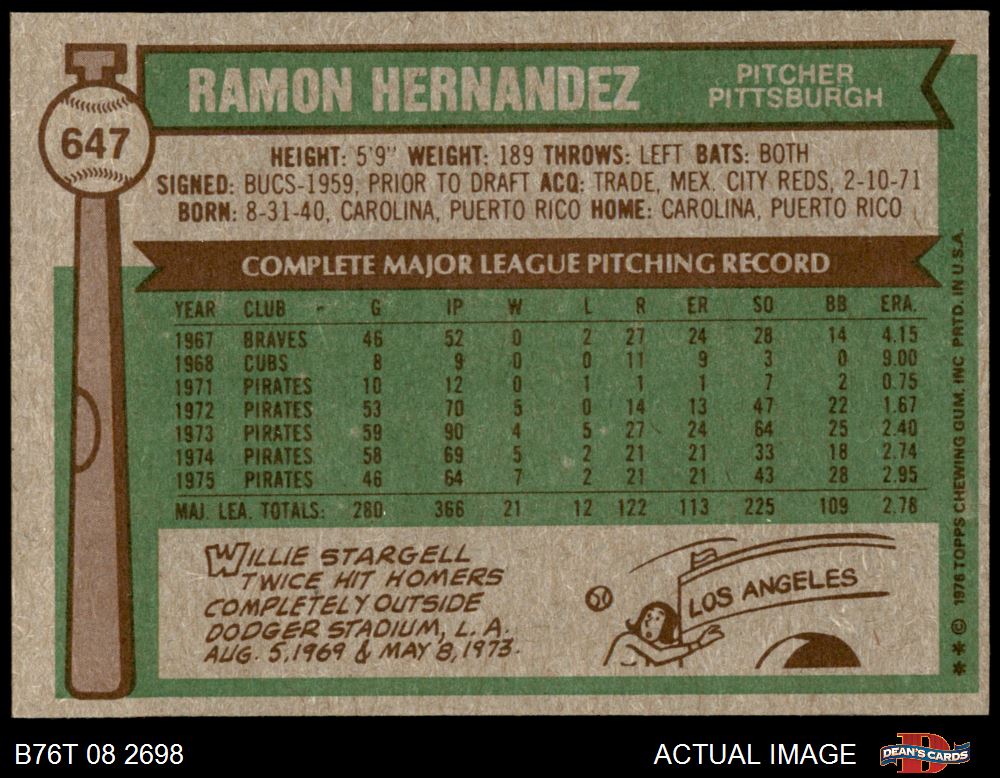 RAMON HERNANDEZ
PITCHER
PITTSBURGH
647
HEIGHT: 5'9" WEIGHT: 189 THROWS: LEFT BATS: BOTH
SIGNED: BUCS-1959, PRIOR TO DRAFT ACQ: TRADE, MEX. CITY REDS, 2-10-71
BORN: 8-31-40, CAROLINA, PUERTO RICO HOME: CAROLINA, PUERTO RICO
COMPLETE MAJOR LEAGUE PITCHING RECORD
YEAR CLUB G IP W L R ER SO BB ERA.
1967 BRAVES 46 52 0 2 27 24 28 14 4.15
1968 CUBS 8 9 0 0 11 9 3 0 9.00
1971 PIRATES 10 12 0 1 1 1 7 2 0.75
1972 PIRATES 53 70 5 0 14 13 47 22 1.67
1973 PIRATES 59 90 4 5 27 24 64 25 2.40
1974 PIRATES 58 69 5 2 21 21 33 18 2.74
1975 PIRATES 46 64 7 2 21 21 43 28 2.95
MAJ. LEA. TOTALS: 280 366 21 12 122 113 225 109 2.78
WILLIE STARGELL
TWICE HIT HOMERS
COMPLETELY OUTSIDE
DODGER STADIUM, L.A.
AUG. 5, 1969 & MAY 8, 1973.
LOS ANGELES
** © 1976 TOPPS CHEWING GUM, INC. PRTD. IN U.S.A.
B76T 08 2698
ACTUAL IMAGE
DEAN'S CARDS